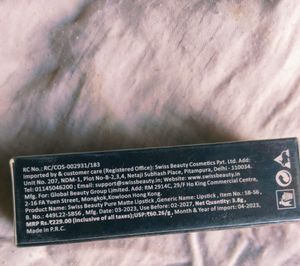 RC No.: RC/COS-002931/183
Imported by & customer care (Registered Office): Swiss Beauty Cosmetics Pvt. Ltd. Add:
Unit No. 207, NDM-1, Plot No-B-2,3,4, Netaji Subhash Place, Pitampura, Delhi - 110034.
Tel: 01145046200; Email: support@swissbeauty.in; Website: www.swissbeauty.in
Mfg. For: Global Beauty Group Limited. Add: RM 2914C, 29/F Ho King Commercial Centre,
2-16 FA Yuen Street, Mongkok, Kowloon Hong Kong.
Product Name: Swiss Beauty Pure Matte Lipstick , Generic Name: Lipstick , Item No: SB-S6 ,
B. No.: 449L22-SBS6 , Mfg. Date: 03-2023, Use Before: 02-2027, Net Quantity: 3.8g ,
MRP Rs.₹229.00 (inclusive of all taxes);USP:₹60.26/g , Month & Year of Import: 04-2023,
Made in P.R.C.